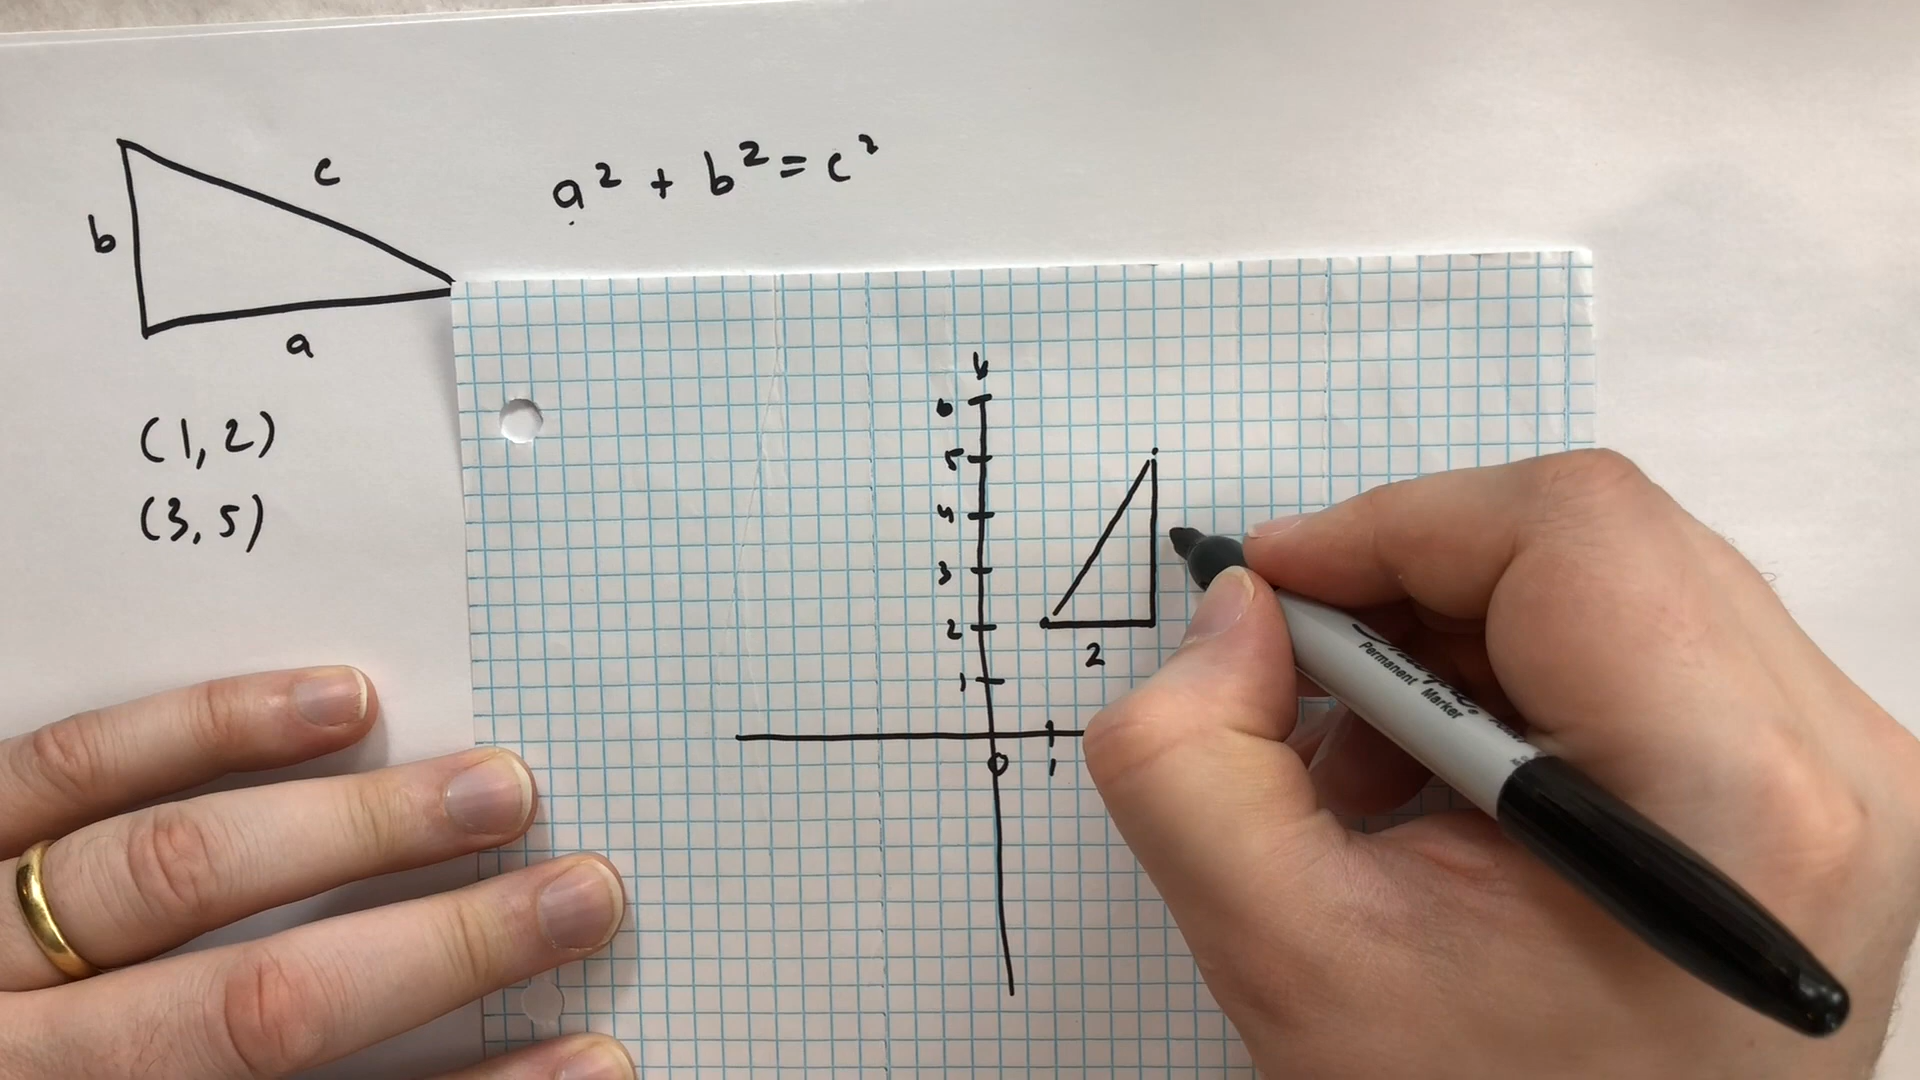 c
a² + b² = c²
b
a
(1, 2)
(3, 5)
6
5
4
3
2
1
2
0
1
Permanent Marker